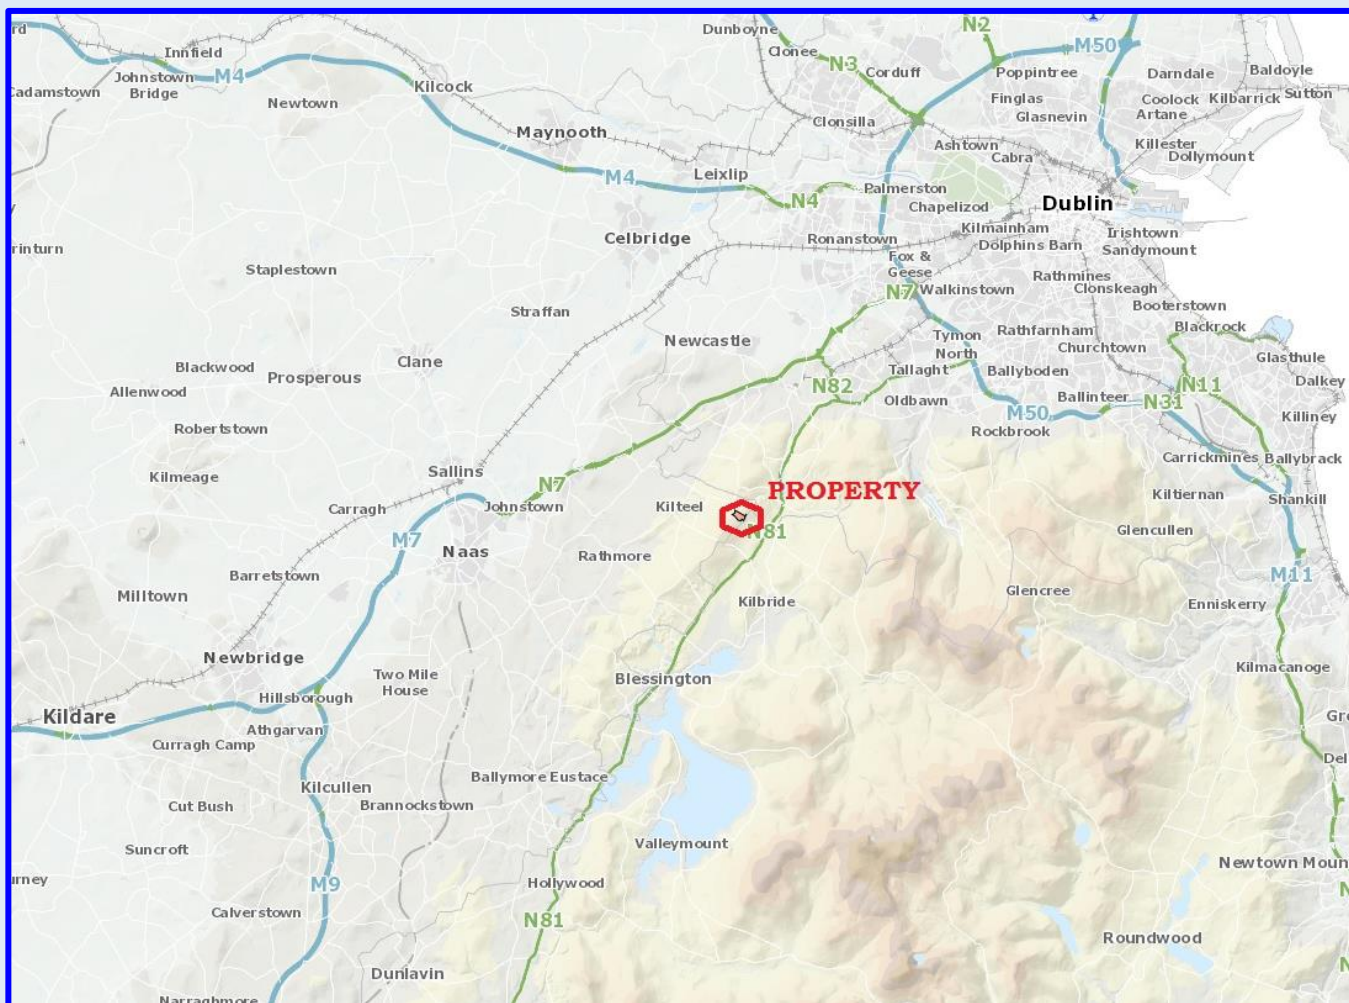 N2
Dunboyne
M50
Clonee
N3
Corduff
Poppintree
Darndale
Baldoyle
Innfield
M4
Johnstown
Bridge
Kilcock
Newtown
Finglas
Coolock
Kilbarrick
Sutton
Glasnevin
Artane
Maynooth
Clonsilla
Ashtown
Cabra
Killester
Dollymount
Leixlip
M4
N4
Palmerston
Chapelizod
Dublin
Celbridge
Ronanstown
Kilmainham
Dolphins Barn
Irishtown
Sandymount
Staplestown
Fox &
Geese
Walkinstown
N7
Rathmines
Clonskeagh
Booterstown
Straffan
Newcastle
Tymon
North
Rathfarnham
Churchtown
Blackrock
Glasthule
Blackwood
Prosperous
Clane
Allenwood
N82
Tallaght
Ballyboden
N11
Dalkey
Oldbawn
M50
Ballinteer
N31
Killiney
Robertstown
Rockbrook
Kilmeage
Sallins
Carrickmines
Ballybrack
N7
PROPERTY
Kiltiernan
Shankill
Carragh
Johnstown
Kilteel
N81
Glencullen
M7
Naas
Rathmore
Barretstown
Milltown
Kilbride
Glencree
M11
Enniskerry
Newbridge
Two Mile
House
Blessington
Kilmacanoge
Hillsborough
Kildare
Athgarvan
Curragh Camp
Ballymore Eustace
Kilcullen
Cut Bush
Brannockstown
Suncroft
Valleymount
Hollywood
M9
Calverstown
N81
Roundwood
Dunlavin